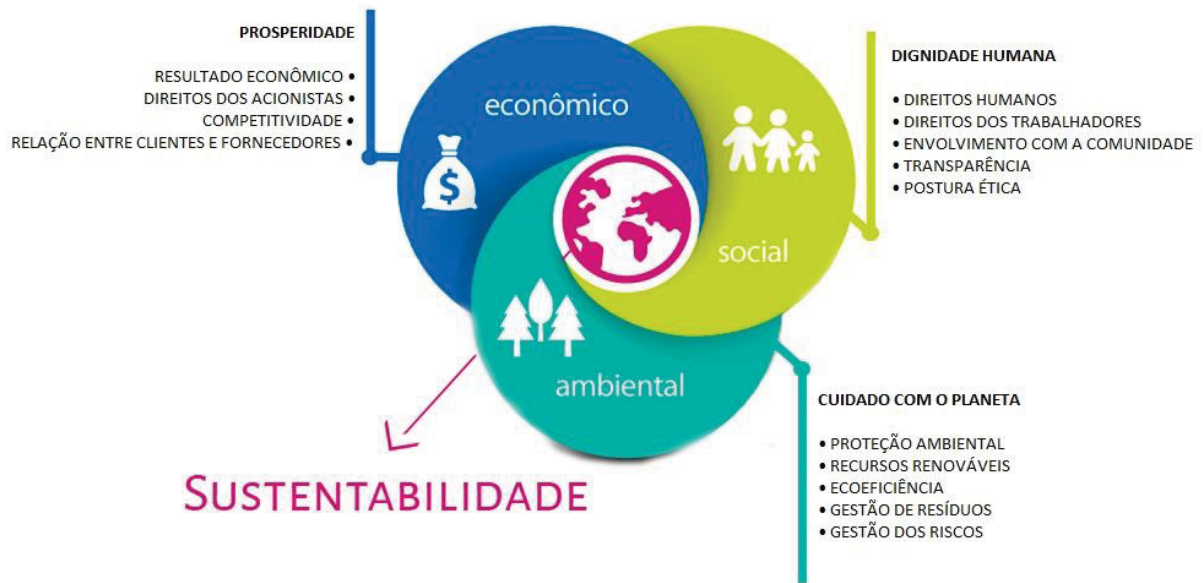 PROSPERIDADE
RESULTADO ECONÔMICO •
DIREITOS DOS ACIONISTAS •
COMPETITIVIDADE •
RELAÇÃO ENTRE CLIENTES E FORNECEDORES •
econômico
$
DIGNIDADE HUMANA
• DIREITOS HUMANOS
• DIREITOS DOS TRABALHADORES
• ENVOLVIMENTO COM A COMUNIDADE
• TRANSPARÊNCIA
• POSTURA ÉTICA
social
ambiental
CUIDADO COM O PLANETA
• PROTEÇÃO AMBIENTAL
• RECURSOS RENOVÁVEIS
• ECOEFICIÊNCIA
• GESTÃO DE RESÍDUOS
• GESTÃO DOS RISCOS
SUSTENTABILIDADE